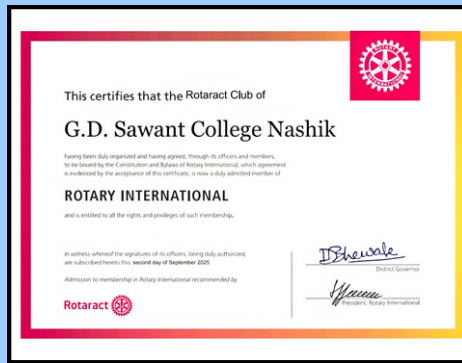 ROTARY
INTERNATIONAL
This certifies that the Rotaract Club of
G.D. Sawant College Nashik
having been duly organized and having agreed, through its officers and members,
to be bound by the Constitution and Bylaws of Rotary International, which agreement
is evidenced by the acceptance of this certificate, is now a duly admitted member of
ROTARY INTERNATIONAL
and is entitled to all the rights and privileges of such membership.
In witness whereof the signatures of its officers, being duly authorized,
are subscribed hereto this second day of September 2025
District Governor
Admission to membership in Rotary International recommended by
President, Rotary International
Rotaract